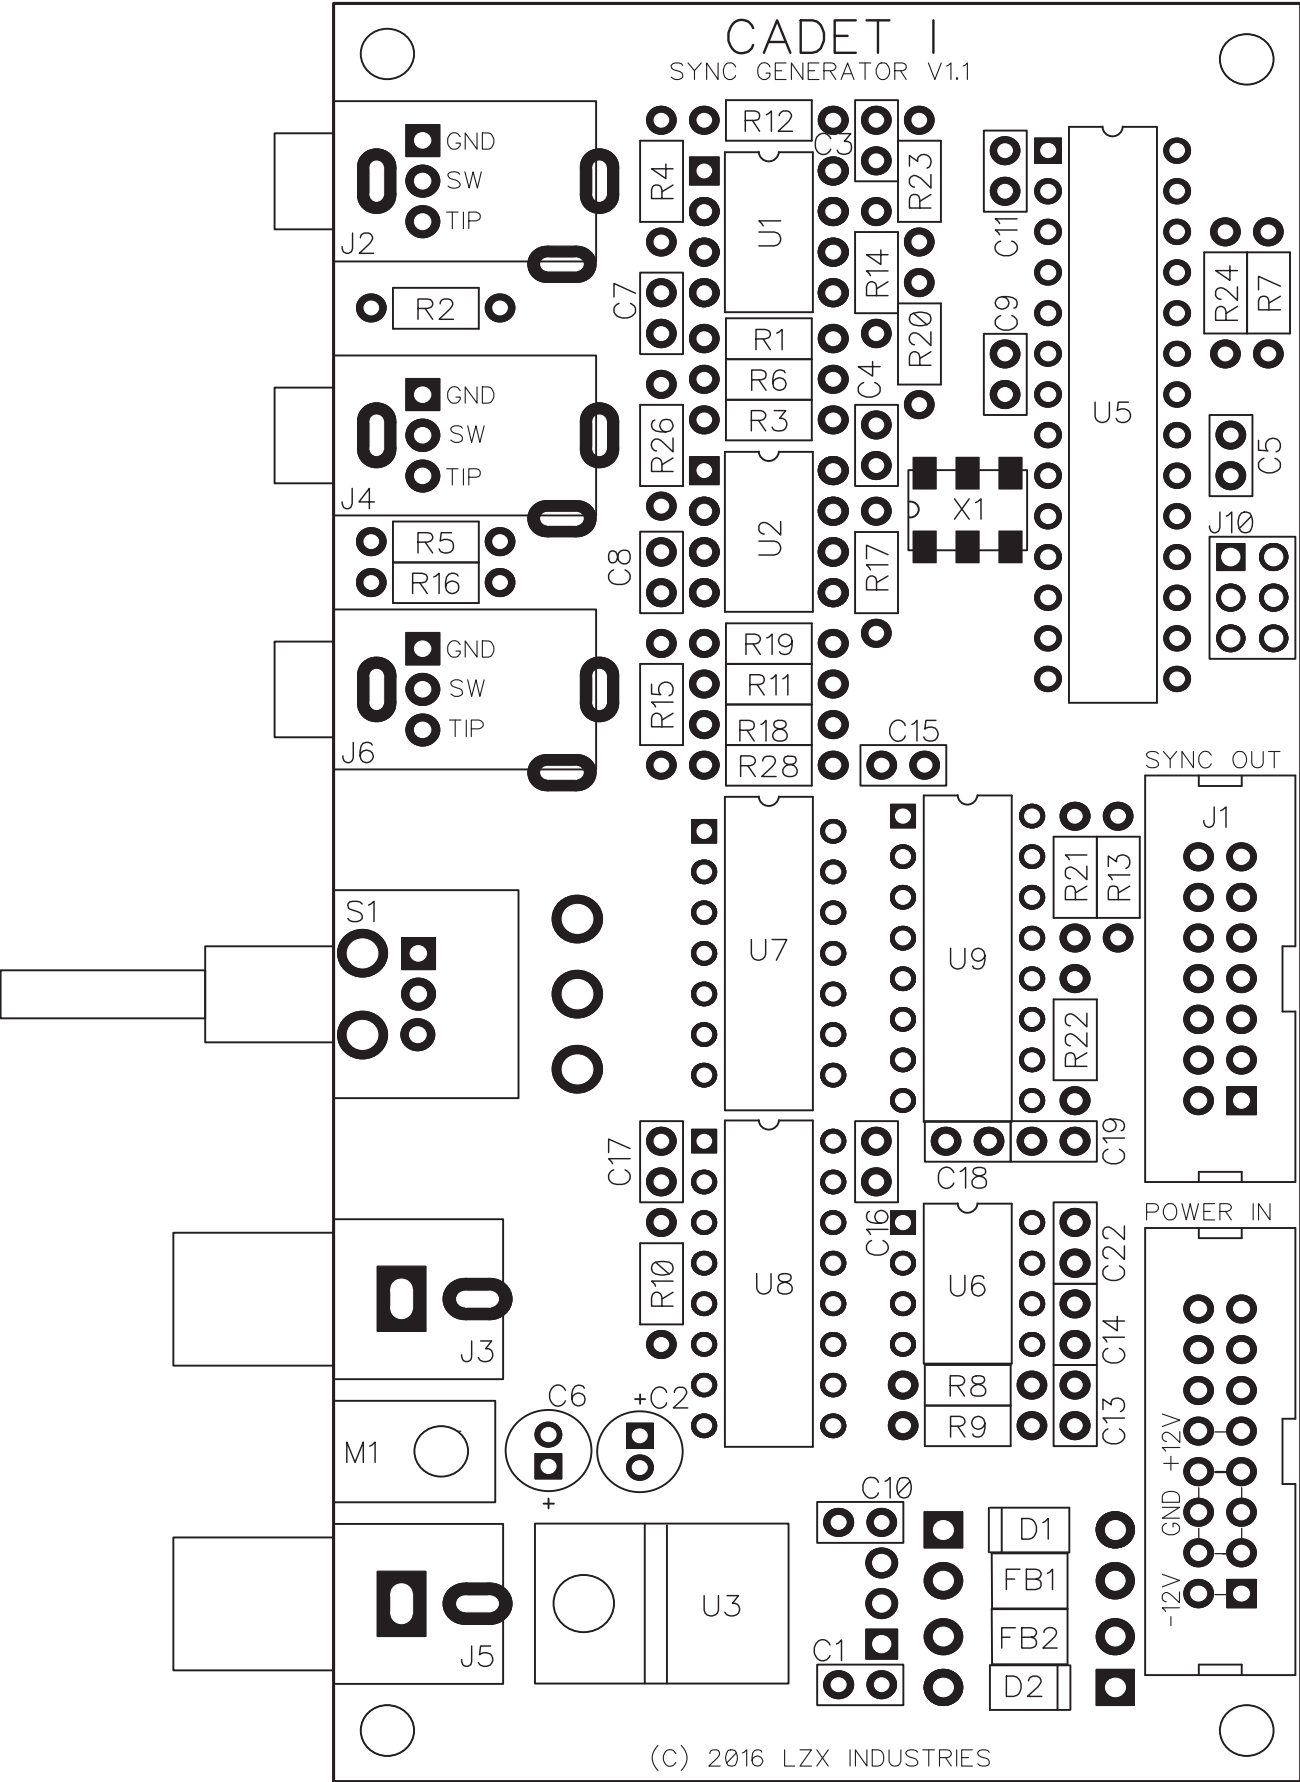 CADET I
SYNC GENERATOR V1.1
R12
C3
GND
SW
TIP
J2
R4
U1
R23
C11
R14
R24
R7
R2
C7
R1
R6
R3
C4
R20
C9
U5
GND
SW
TIP
J4
R26
C5
X1
J10
R5
R16
C8
U2
R17
GND
SW
TIP
J6
R15
R19
R11
R18
R28
C15
SYNC OUT
J1
S1
U7
U9
R21
R13
R22
C17
C18
C19
C16
POWER IN
R10
U8
U6
C22
C14
J3
R8
R9
C13
M1
C6
+
+C2
C10
+12V
GND
-12V
D1
FB1
FB2
D2
U3
C1
J5
(C) 2016 LZX INDUSTRIES